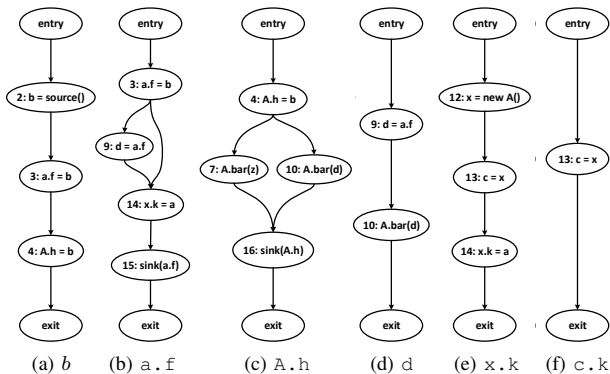 entry
2: b = source()
3: a.f = b
4: A.h = b
exit
(a) b
entry
3: a.f = b
9: d = a.f
14: x.k = a
15: sink(a.f)
exit
(b) a.f
entry
4: A.h = b
7: A.bar(z)
10: A.bar(d)
16: sink(A.h)
exit
(c) A.h
entry
9: d = a.f
10: A.bar(d)
exit
(d) d
entry
12: x = new A()
13: c = x
14: x.k = a
exit
(e) x.k
entry
13: c = x
exit
(f) c.k